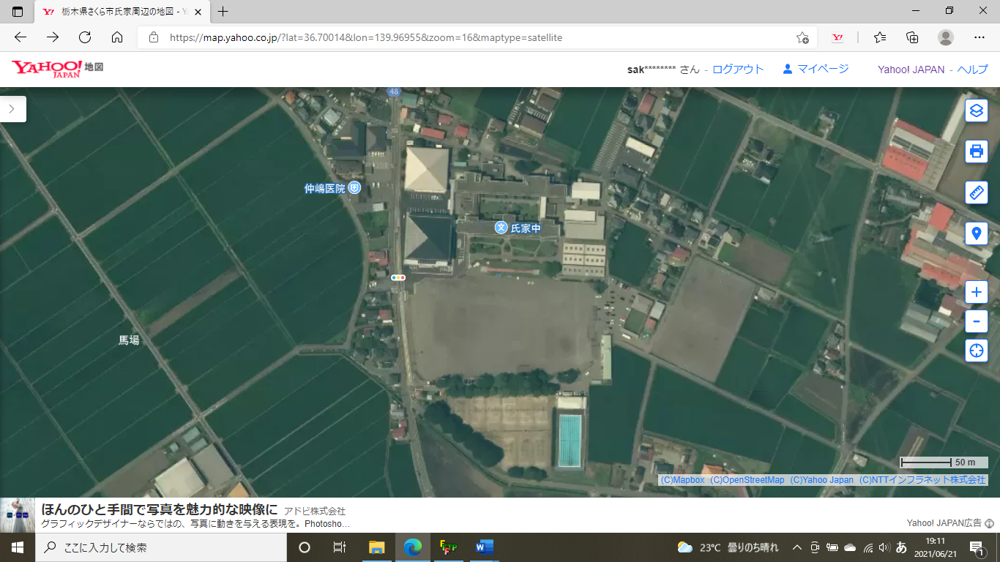 栃木県さくら市氏家周辺の地図 - Y
https://map.yahoo.co.jp/?lat=36.70014&lon=139.96955&zoom=16&maptype=satellite
YAHOO! JAPAN 地図
sak******** さん - ログアウト マイページ Yahoo! JAPAN - ヘルプ
48
仲嶋医院
文 氏家中
馬場
50 m
(C)Mapbox (C)OpenStreetMap (C)Yahoo Japan (C)NTTインフラネット株式会社
ほんのひと手間で写真を魅力的な映像に アドビ株式会社
グラフィックデザイナーならではの、写真に動きを与える表現を。Photosho…
Yahoo! JAPAN広告
ここに入力して検索
23°C 曇りのち晴れ
あ
19:11
2021/06/21
1